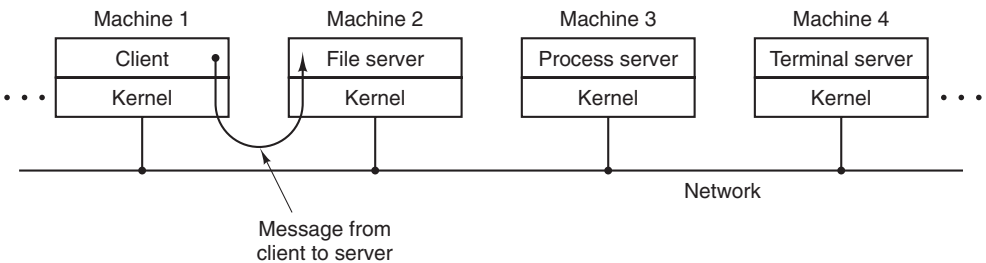 Machine 1
Machine 2
Machine 3
Machine 4
Client
File server
Process server
Terminal server
Kernel
Kernel
Kernel
Kernel
Network
Message from
client to server